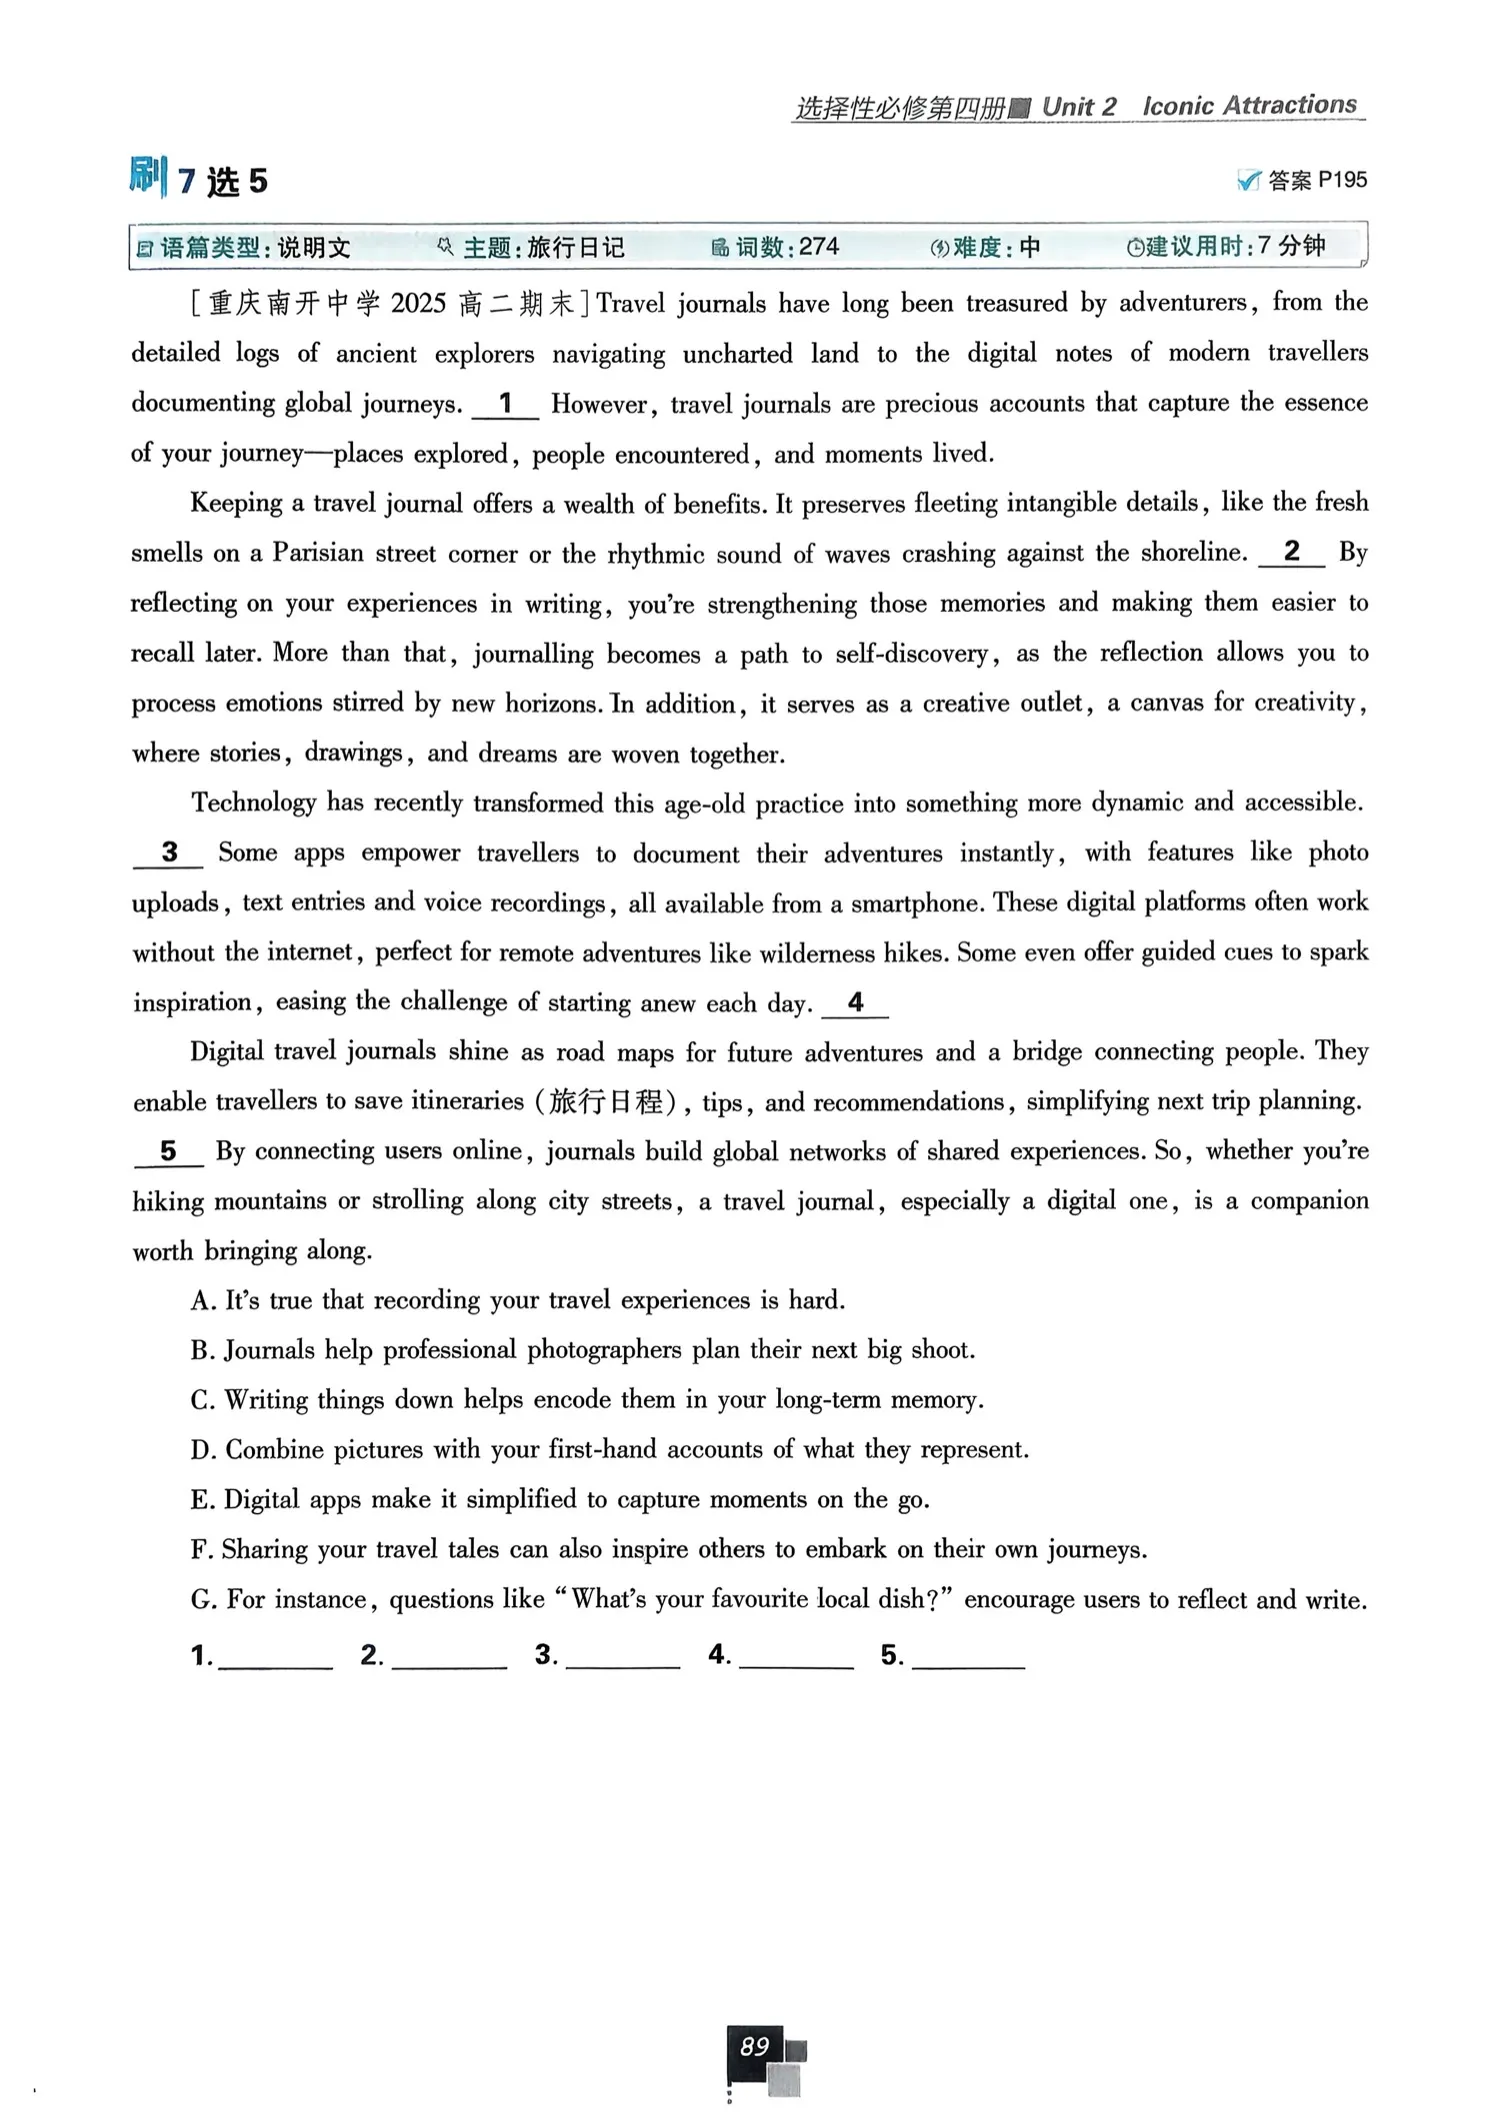 选择性必修第四册 Unit 2 Iconic Attractions
刷 7 选 5
答案 P195
语篇类型:说明文 主题:旅行日记 词数:274 难度:中 建议用时:7 分钟
[重庆南开中学 2025 高二期末]Travel journals have long been treasured by adventurers, from the
detailed logs of ancient explorers navigating uncharted land to the digital notes of modern travellers
documenting global journeys. 1 However, travel journals are precious accounts that capture the essence
of your journey—places explored, people encountered, and moments lived.
Keeping a travel journal offers a wealth of benefits. It preserves fleeting intangible details, like the fresh
smells on a Parisian street corner or the rhythmic sound of waves crashing against the shoreline. 2 By
reflecting on your experiences in writing, you're strengthening those memories and making them easier to
recall later. More than that, journalling becomes a path to self-discovery, as the reflection allows you to
process emotions stirred by new horizons. In addition, it serves as a creative outlet, a canvas for creativity,
where stories, drawings, and dreams are woven together.
Technology has recently transformed this age-old practice into something more dynamic and accessible.
3 Some apps empower travellers to document their adventures instantly, with features like photo
uploads, text entries and voice recordings, all available from a smartphone. These digital platforms often work
without the internet, perfect for remote adventures like wilderness hikes. Some even offer guided cues to spark
inspiration, easing the challenge of starting anew each day. 4
Digital travel journals shine as road maps for future adventures and a bridge connecting people. They
enable travellers to save itineraries (旅行日程), tips, and recommendations, simplifying next trip planning.
5 By connecting users online, journals build global networks of shared experiences. So, whether you're
hiking mountains or strolling along city streets, a travel journal, especially a digital one, is a companion
worth bringing along.
A. It's true that recording your travel experiences is hard.
B. Journals help professional photographers plan their next big shoot.
C. Writing things down helps encode them in your long-term memory.
D. Combine pictures with your first-hand accounts of what they represent.
E. Digital apps make it simplified to capture moments on the go.
F. Sharing your travel tales can also inspire others to embark on their own journeys.
G. For instance, questions like “What's your favourite local dish?” encourage users to reflect and write.
1. ________ 2. ________ 3. ________ 4. ________ 5. ________
89